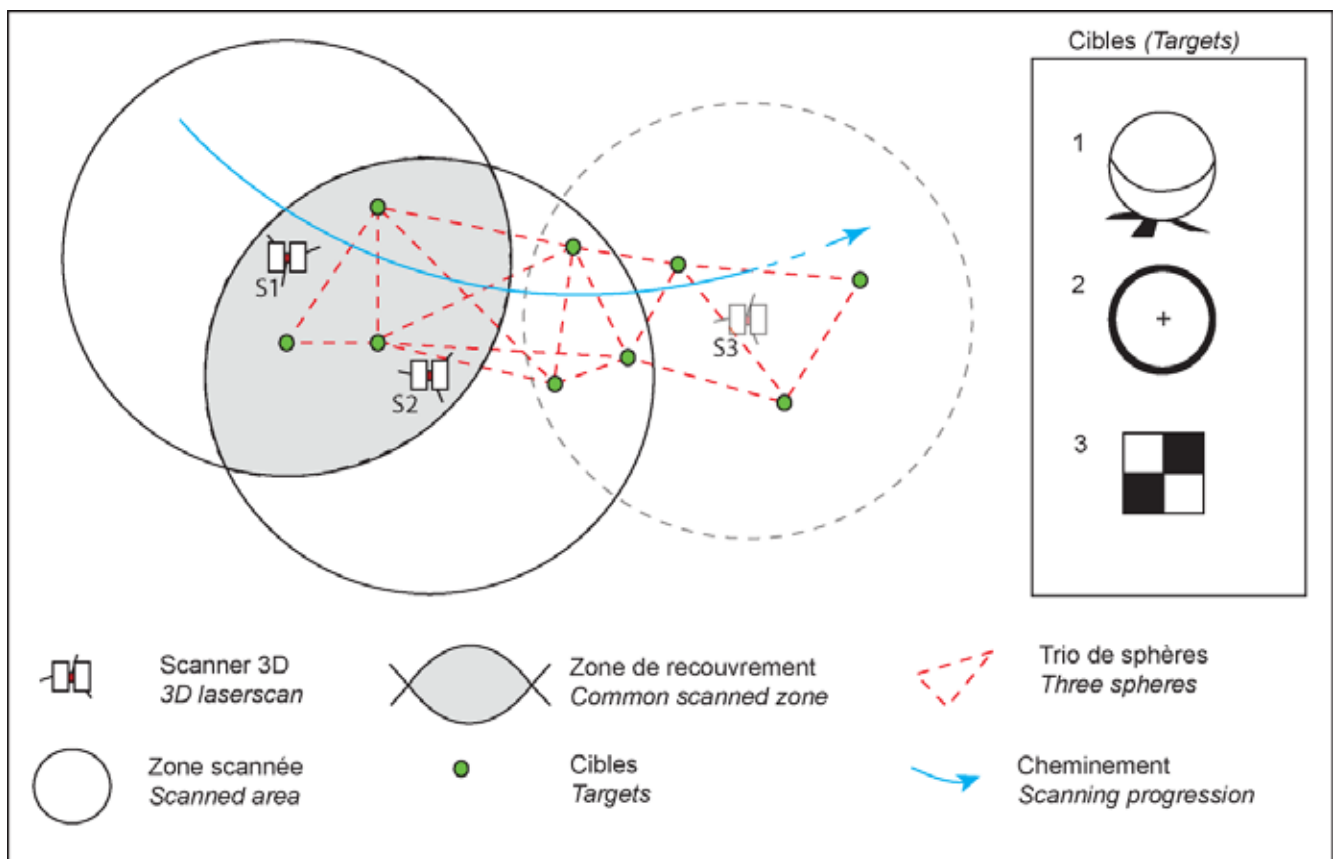 Cibles (Targets)
1
2
3
S1
S2
S3
Scanner 3D
3D laserscan
Zone de recouvrement
Common scanned zone
Trio de sphères
Three spheres
Zone scannée
Scanned area
Cibles
Targets
Cheminement
Scanning progression